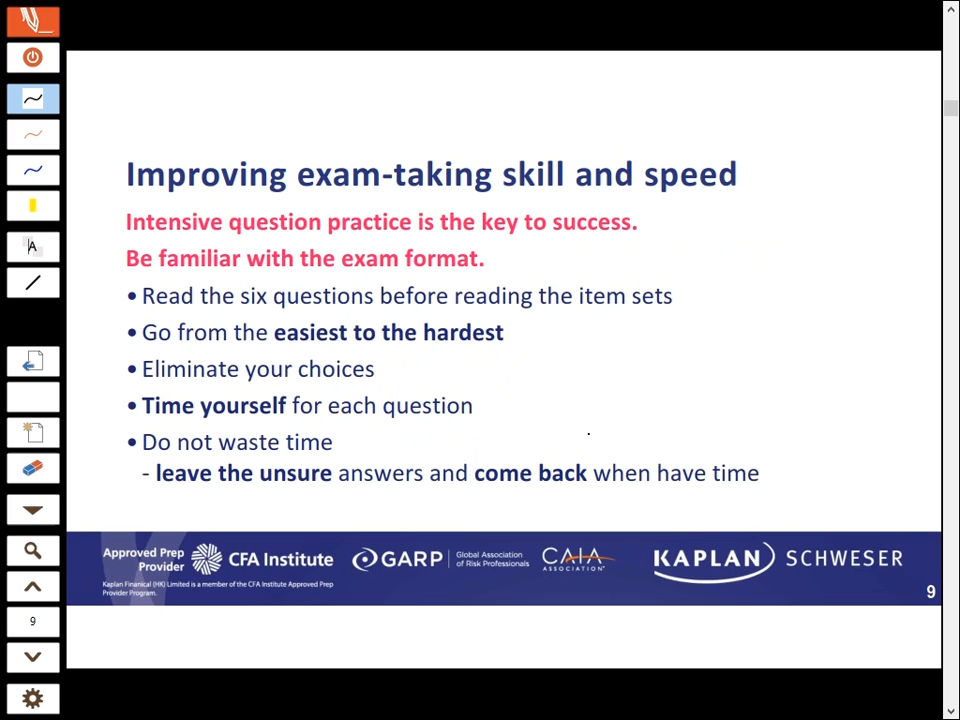 Improving exam-taking skill and speed
Intensive question practice is the key to success.
Be familiar with the exam format.
• Read the six questions before reading the item sets
• Go from the easiest to the hardest
• Eliminate your choices
• Time yourself for each question
• Do not waste time
- leave the unsure answers and come back when have time
Approved Prep
Provider
CFA Institute
Kaplan Finanical (HK) Limited is a member of the CFA Institute Approved Prep
Provider Program.
GARP
Global Association
of Risk Professionals
CAIA
ASSOCIATION®
KAPLAN SCHWESER
9
A
9